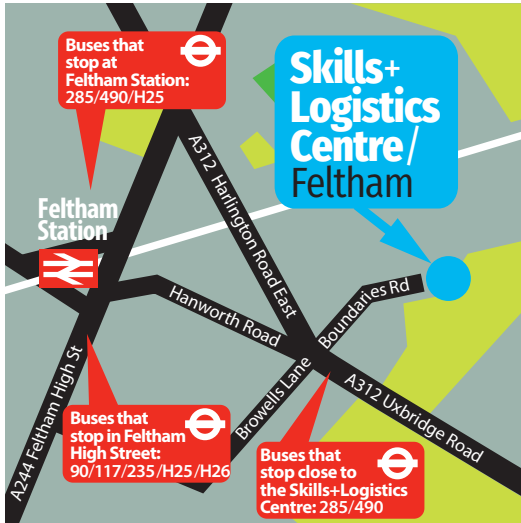 Buses that
stop at
Feltham Station:
285/490/H25
Skills+
Logistics
Centre/
Feltham
A312 Harlington Road East
Feltham
Station
Hanworth Road
Boundaries Rd
A244 Feltham High St
Browells Lane
A312 Uxbridge Road
Buses that
stop in Feltham
High Street:
90/117/235/H25/H26
Buses that
stop close to
the Skills+Logistics
Centre: 285/490